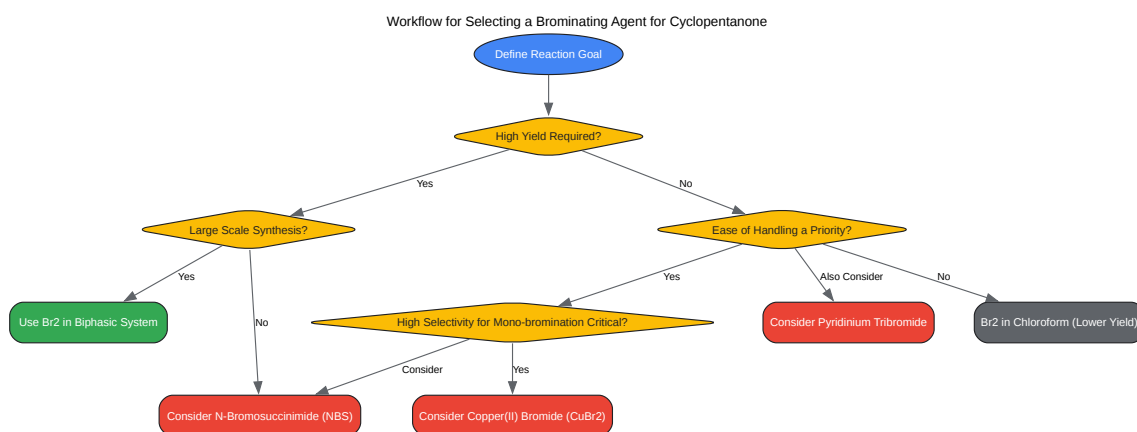 Workflow for Selecting a Brominating Agent for Cyclopentanone
Define Reaction Goal
High Yield Required?
Yes
No
Large Scale Synthesis?
Ease of Handling a Priority?
Yes
Yes
Also Consider
No
Use Br2 in Biphasic System
No
High Selectivity for Mono-bromination Critical?
Consider Pyridinium Tribromide
Br2 in Chloroform (Lower Yield)
Consider
Yes
Consider N-Bromosuccinimide (NBS)
Consider Copper(II) Bromide (CuBr2)